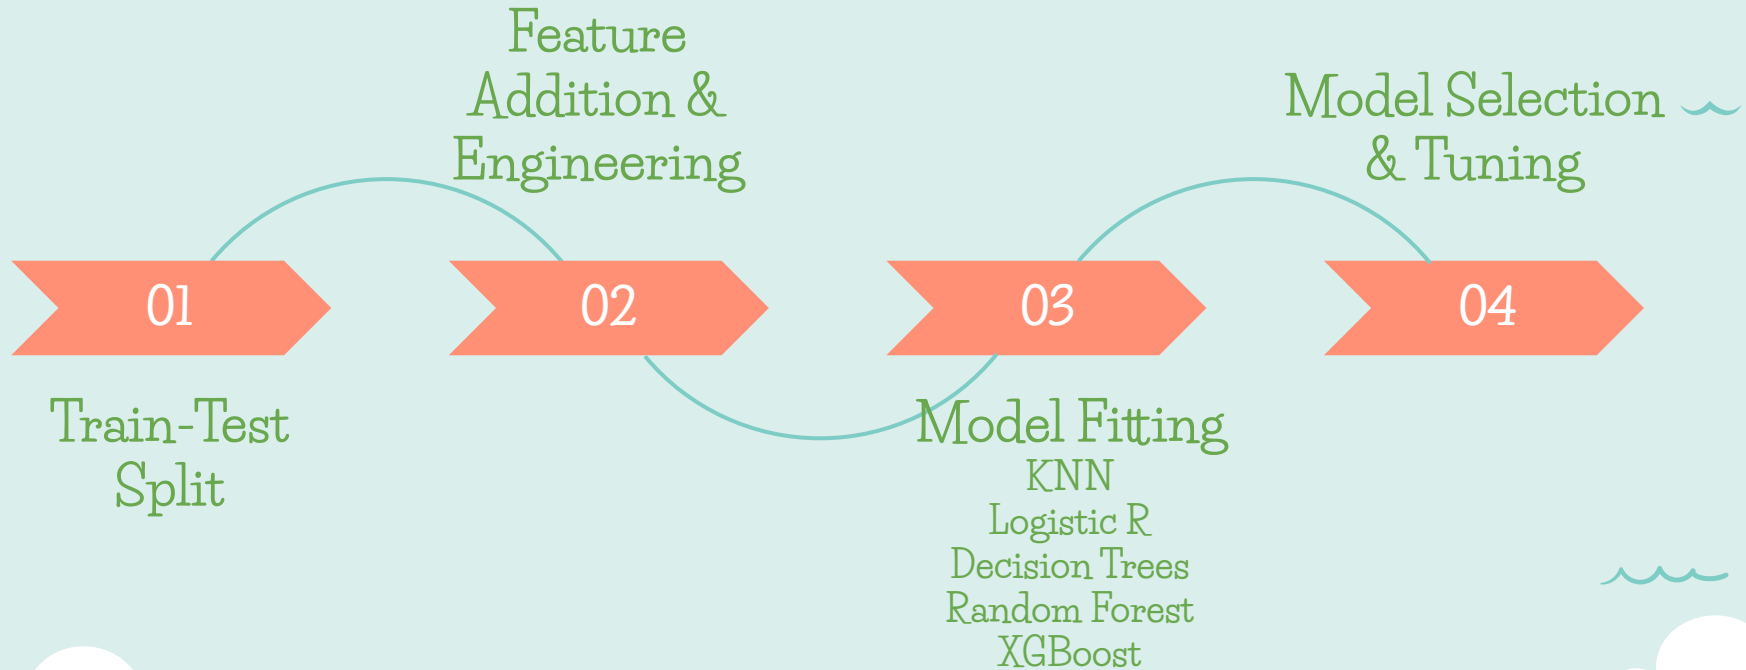 01
Train-Test
Split
Feature
Addition &
Engineering
02
03
Model Fitting
KNN
Logistic R
Decision Trees
Random Forest
XGBoost
Model Selection
& Tuning
04